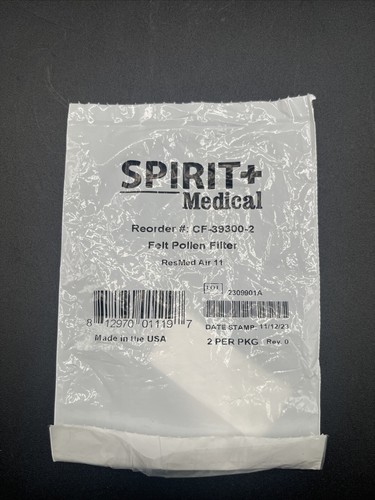 SPIRIT+
Medical
Reorder #: CF-39300-2
Felt Pollen Filter
ResMed Air 11
LOT 2309901A
8 12970 01119 7
DATE STAMP: 11/12/23
Made in the USA
2 PER PKG Rev. 0